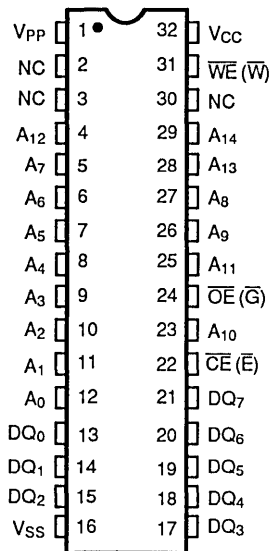 VPP 1 32 VCC
NC 2 31 W̅E̅ (W̅)
NC 3 30 NC
A12 4 29 A14
A7 5 28 A13
A6 6 27 A8
A5 7 26 A9
A4 8 25 A11
A3 9 24 O̅E̅ (G̅)
A2 10 23 A10
A1 11 22 C̅E̅ (E̅)
A0 12 21 DQ7
DQ0 13 20 DQ6
DQ1 14 19 DQ5
DQ2 15 18 DQ4
VSS 16 17 DQ3